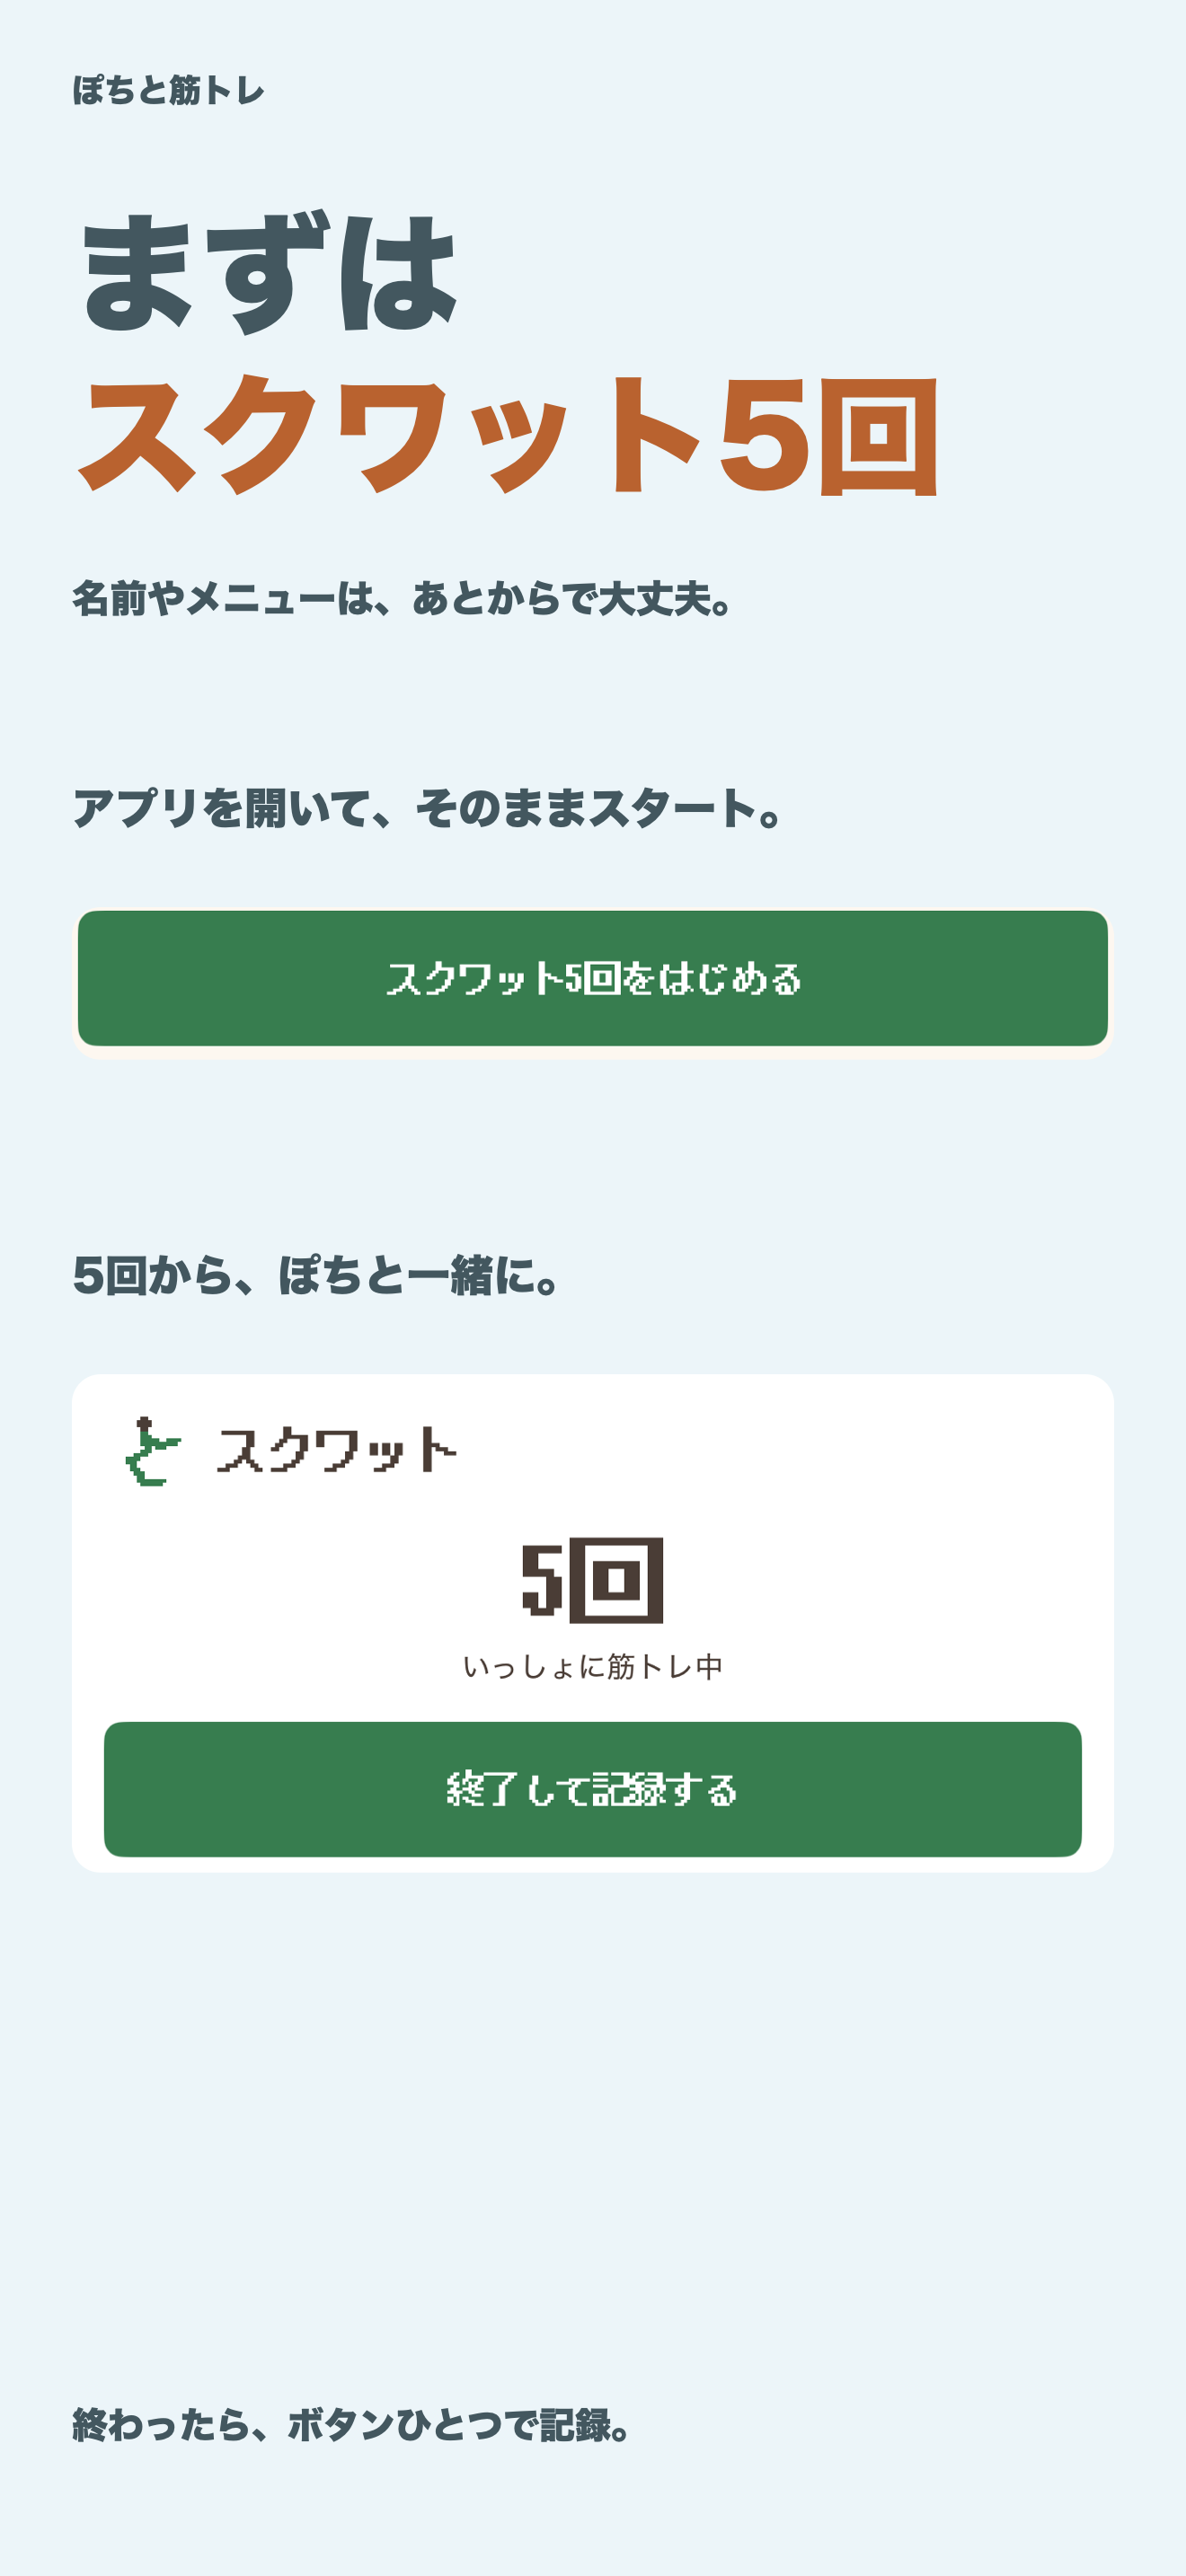 ぽちと筋トレ
まずは
スクワット5回
名前やメニューは、あとからで大丈夫。
アプリを開いて、そのままスタート。
スクワット5回をはじめる
5回から、ぽちと一緒に。
スクワット
5回
いっしょに筋トレ中
終了して記録する
終わったら、ボタンひとつで記録。